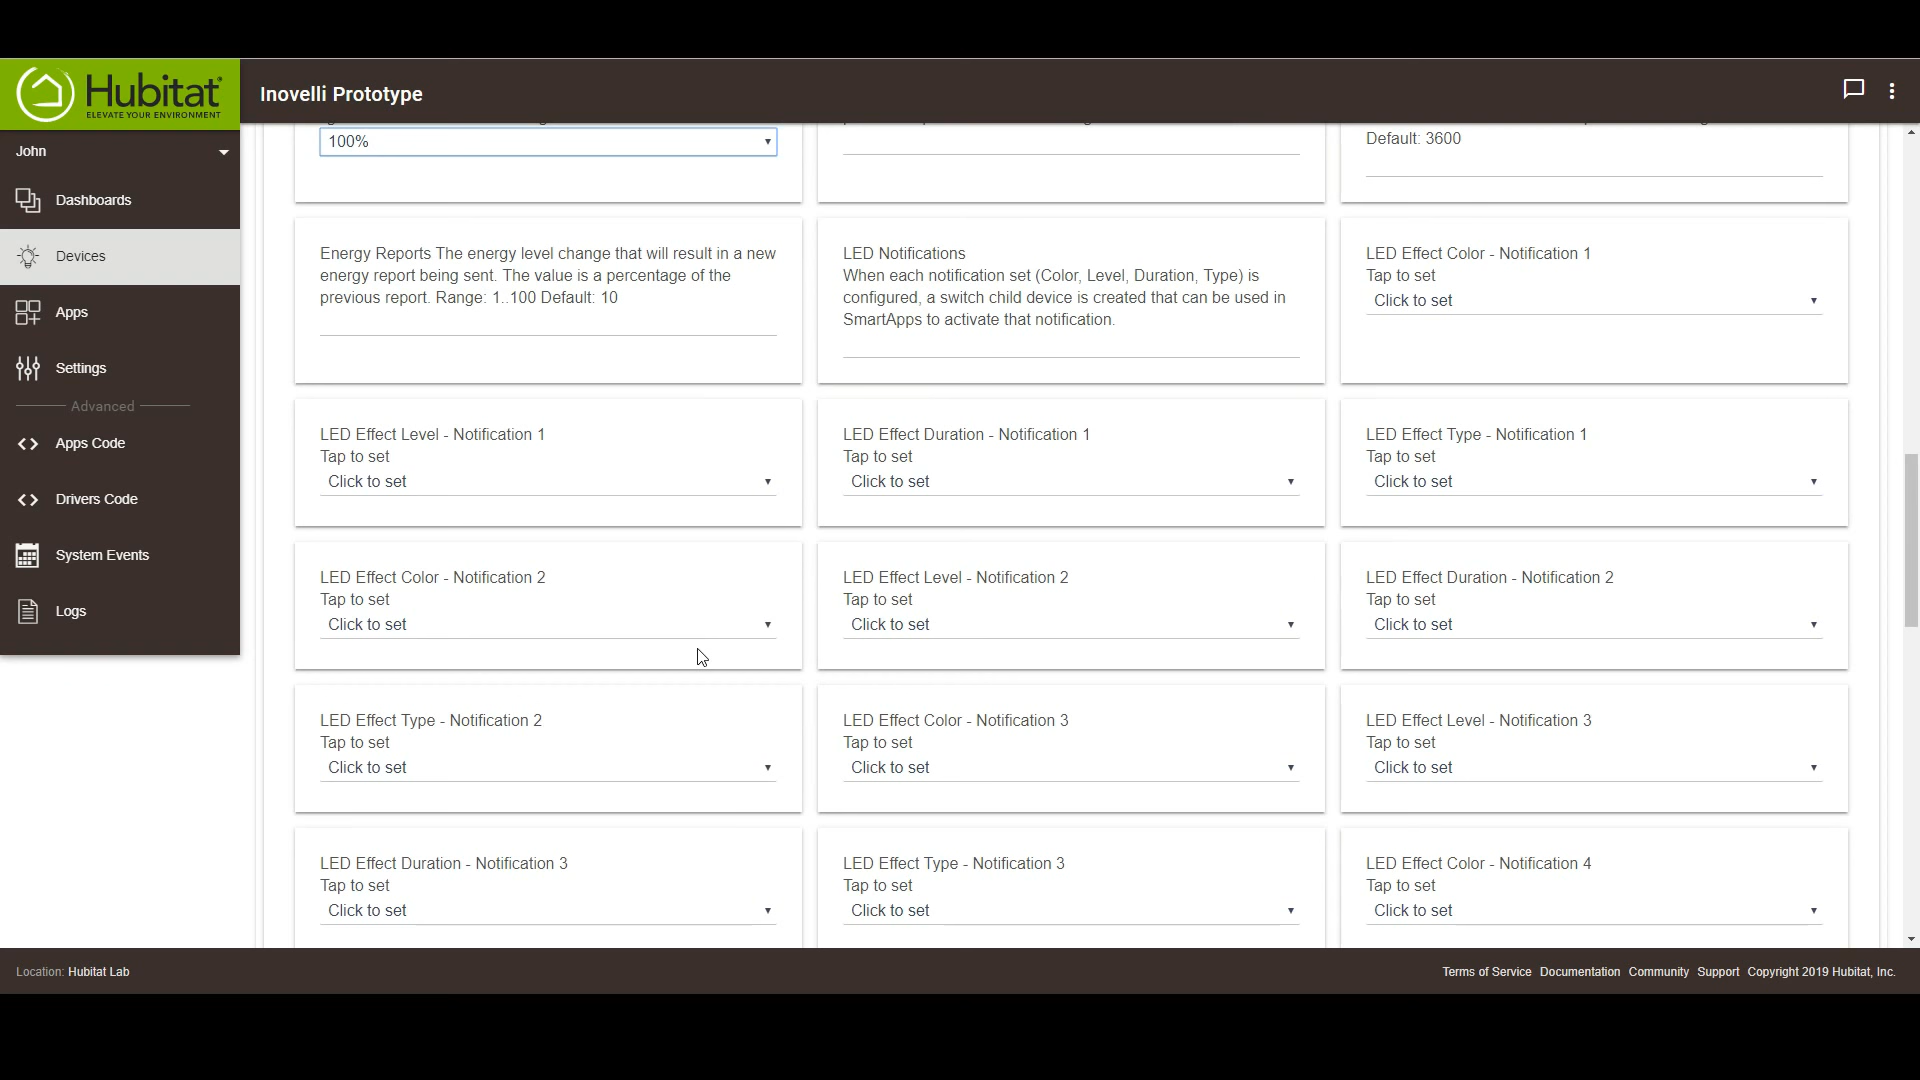 Hubitat®
ELEVATE YOUR ENVIRONMENT
Inovelli Prototype
John
Dashboards
Devices
Apps
Settings
Advanced
Apps Code
Drivers Code
System Events
Logs
100%
Default: 3600
Energy Reports The energy level change that will result in a new
energy report being sent. The value is a percentage of the
previous report. Range: 1..100 Default: 10
LED Notifications
When each notification set (Color, Level, Duration, Type) is
configured, a switch child device is created that can be used in
SmartApps to activate that notification.
LED Effect Color - Notification 1
Tap to set
Click to set
LED Effect Level - Notification 1
Tap to set
Click to set
LED Effect Duration - Notification 1
Tap to set
Click to set
LED Effect Type - Notification 1
Tap to set
Click to set
LED Effect Color - Notification 2
Tap to set
Click to set
LED Effect Level - Notification 2
Tap to set
Click to set
LED Effect Duration - Notification 2
Tap to set
Click to set
LED Effect Type - Notification 2
Tap to set
Click to set
LED Effect Color - Notification 3
Tap to set
Click to set
LED Effect Level - Notification 3
Tap to set
Click to set
LED Effect Duration - Notification 3
Tap to set
Click to set
LED Effect Type - Notification 3
Tap to set
Click to set
LED Effect Color - Notification 4
Tap to set
Click to set
Location: Hubitat Lab
Terms of Service Documentation Community Support Copyright 2019 Hubitat, Inc.